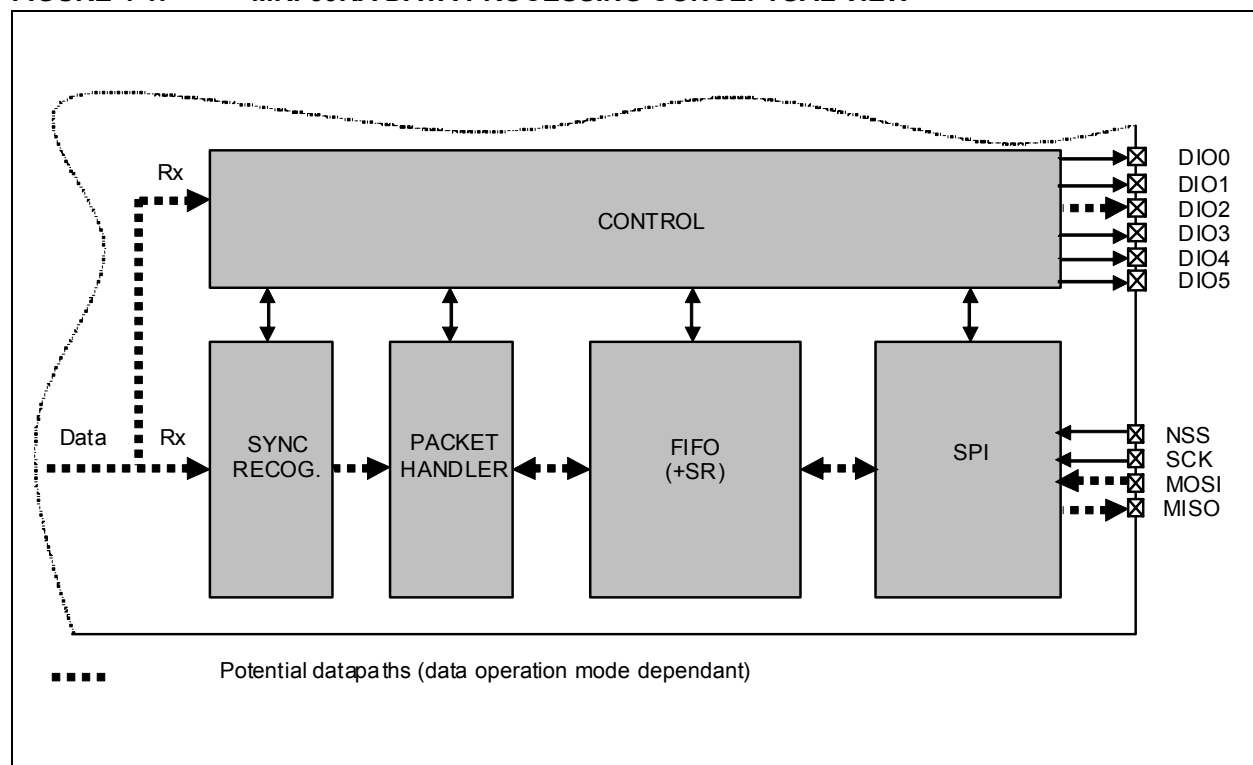 Rx
CONTROL
DIO0
DIO1
DIO2
DIO3
DIO4
DIO5
Data
Rx
SYNC
RECOG.
PACKET
HANDLER
FIFO
(+SR)
SPI
NSS
SCK
MOSI
MISO
Potential datapaths (data operation mode dependant)